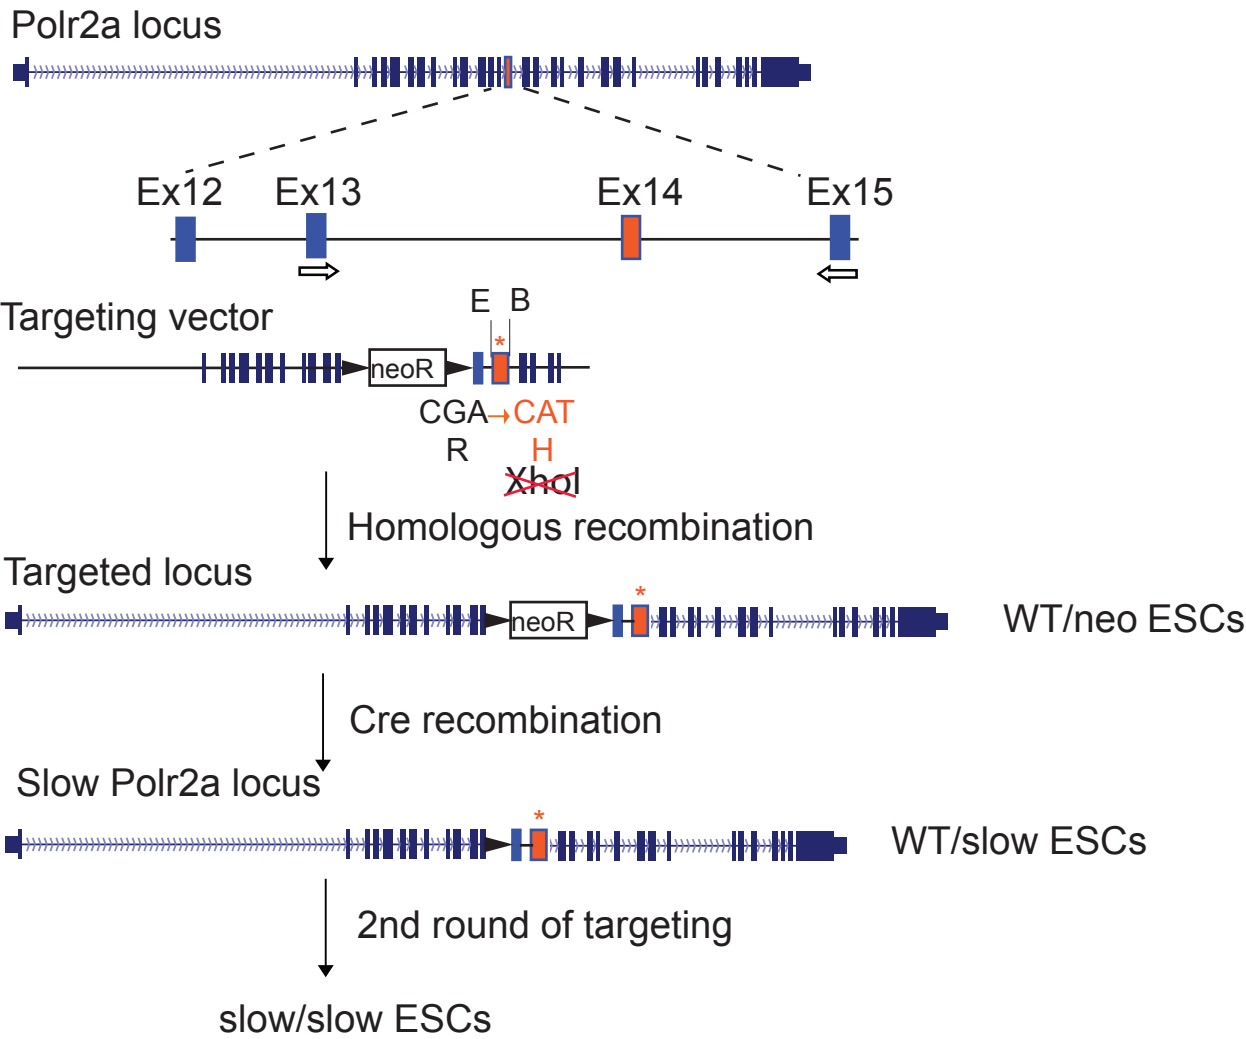 Polr2a locus
Ex12 Ex13 Ex14 Ex15
Targeting vector
E B
*
neoR
CGA→CAT
R H
XhoI
Homologous recombination
Targeted locus
*
neoR
WT/neo ESCs
Cre recombination
Slow Polr2a locus
*
WT/slow ESCs
2nd round of targeting
slow/slow ESCs